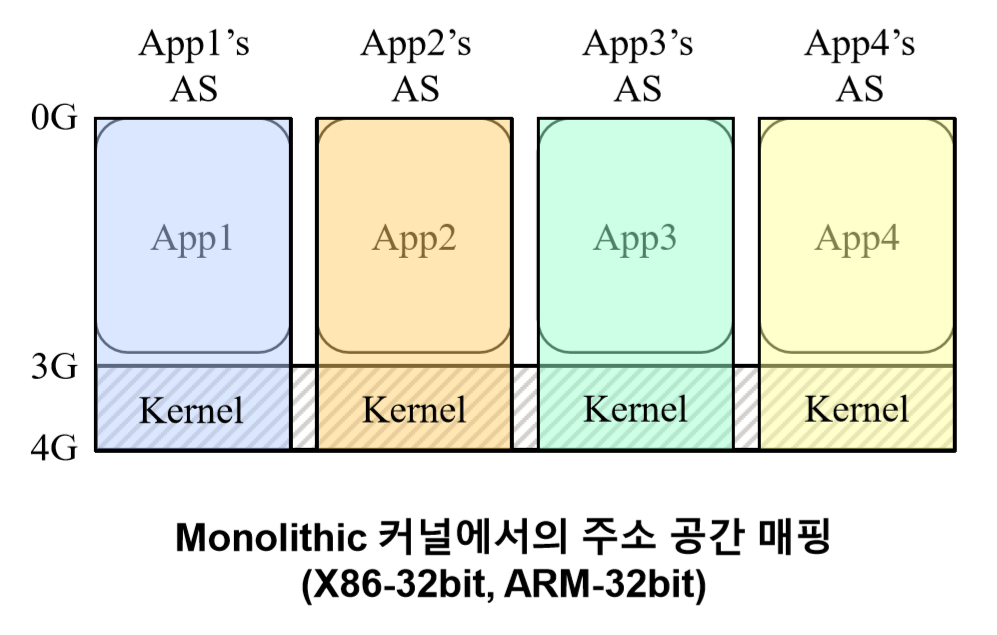 App1’s App2’s App3’s App4’s
AS AS AS AS
0G
App1 App2 App3 App4
3G
Kernel Kernel Kernel Kernel
4G
Monolithic 커널에서의 주소 공간 매핑
(X86-32bit, ARM-32bit)